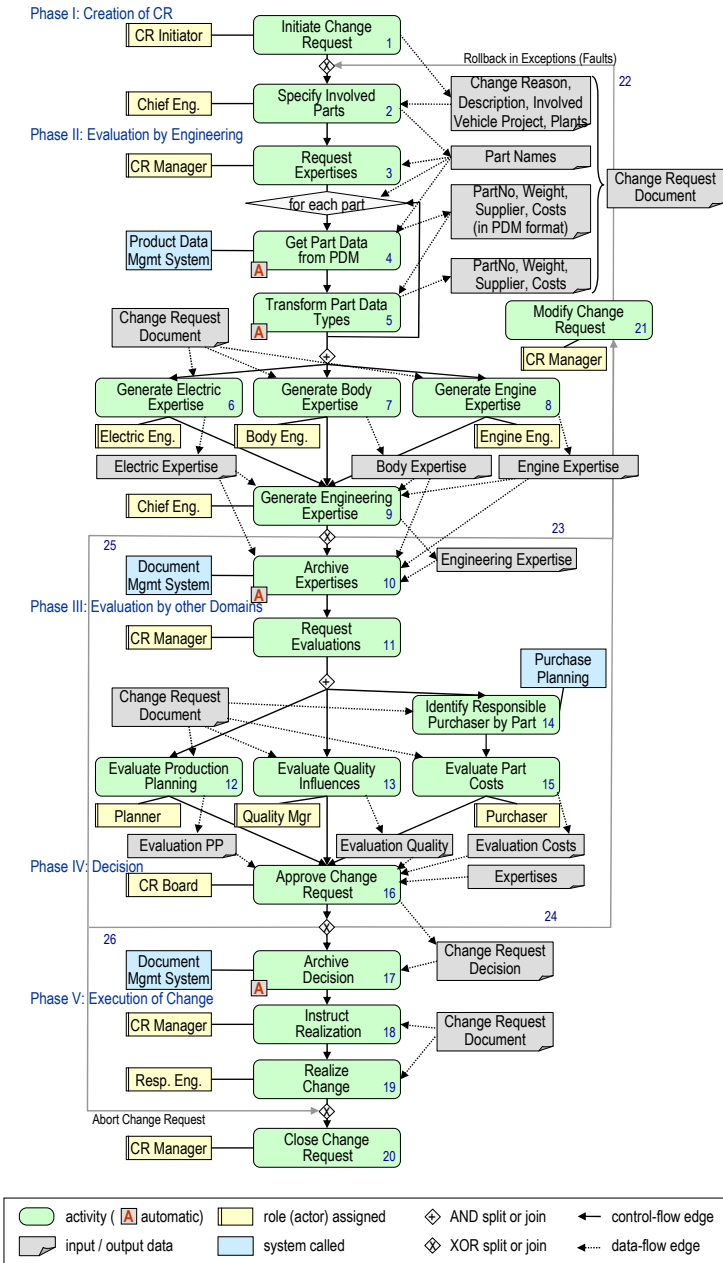 Phase I: Creation of CR
CR Initiator
Initiate Change
Request
1
Rollback in Exceptions (Faults)
22
Chief Eng.
Specify Involved
Parts
2
Change Reason,
Description, Involved
Vehicle Project, Plants
Phase II: Evaluation by Engineering
CR Manager
Request
Expertises
3
Part Names
Change Request
Document
for each part
PartNo, Weight,
Supplier, Costs
(in PDM format)
Product Data
Mgmt System
Get Part Data
from PDM
4
A
PartNo, Weight,
Supplier, Costs
Transform Part Data
Types
5
A
Change Request
Document
Modify Change
Request
21
CR Manager
Generate Electric
Expertise
6
Generate Body
Expertise
7
Generate Engine
Expertise
8
Electric Eng.
Body Eng.
Engine Eng.
Electric Expertise
Body Expertise
Engine Expertise
Chief Eng.
Generate Engineering
Expertise
9
25
23
Document
Mgmt System
Archive
Expertises
10
A
Engineering Expertise
Phase III: Evaluation by other Domains
CR Manager
Request
Evaluations
11
Purchase
Planning
Change Request
Document
Identify Responsible
Purchaser by Part
14
Evaluate Production
Planning
12
Evaluate Quality
Influences
13
Evaluate Part
Costs
15
Planner
Quality Mgr
Purchaser
Evaluation PP
Evaluation Quality
Evaluation Costs
Phase IV: Decision
CR Board
Approve Change
Request
16
Expertises
24
26
Document
Mgmt System
Archive
Decision
17
A
Change Request
Decision
Phase V: Execution of Change
CR Manager
Instruct
Realization
18
Change Request
Document
Resp. Eng.
Realize
Change
19
Abort Change Request
CR Manager
Close Change
Request
20
activity ( A automatic)
role (actor) assigned
AND split or join
control-flow edge
input / output data
system called
XOR split or join
data-flow edge